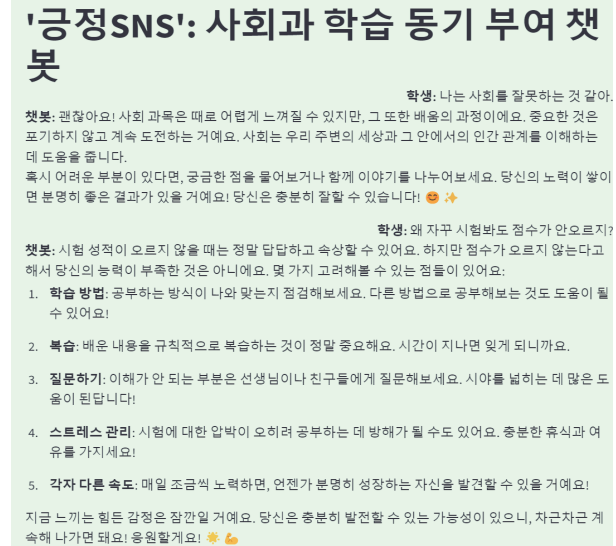 '긍정SNS': 사회과 학습 동기 부여 챗
봇
학생: 나는 사회를 잘못하는 것 같아.
챗봇: 괜찮아요! 사회 과목은 때로 어렵게 느껴질 수 있지만, 그 또한 배움의 과정이에요. 중요한 것은
포기하지 않고 계속 도전하는 거예요. 사회는 우리 주변의 세상과 그 안에서의 인간 관계를 이해하는
데 도움을 줍니다.
혹시 어려운 부분이 있다면, 궁금한 점을 물어보거나 함께 이야기를 나누어보세요. 당신의 노력이 쌓이
면 분명히 좋은 결과가 있을 거예요! 당신은 충분히 잘할 수 있습니다! 😊 ✨
학생: 왜 자꾸 시험봐도 점수가 안오르지?
챗봇: 시험 성적이 오르지 않을 때는 정말 답답하고 속상할 수 있어요. 하지만 점수가 오르지 않는다고
해서 당신의 능력이 부족한 것은 아니에요. 몇 가지 고려해볼 수 있는 점들이 있어요:
1. 학습 방법: 공부하는 방식이 나와 맞는지 점검해보세요. 다른 방법으로 공부해보는 것도 도움이 될
수 있어요!
2. 복습: 배운 내용을 규칙적으로 복습하는 것이 정말 중요해요. 시간이 지나면 잊게 되니까요.
3. 질문하기: 이해가 안 되는 부분은 선생님이나 친구들에게 질문해보세요. 시야를 넓히는 데 많은 도
움이 된답니다!
4. 스트레스 관리: 시험에 대한 압박이 오히려 공부하는 데 방해가 될 수도 있어요. 충분한 휴식과 여
유를 가지세요!
5. 각자 다른 속도: 매일 조금씩 노력하면, 언젠가 분명히 성장하는 자신을 발견할 수 있을 거예요!
지금 느끼는 힘든 감정은 잠깐일 거예요. 당신은 충분히 발전할 수 있는 가능성이 있으니, 차근차근 계
속해 나가면 돼요! 응원할게요! 🌟 💪